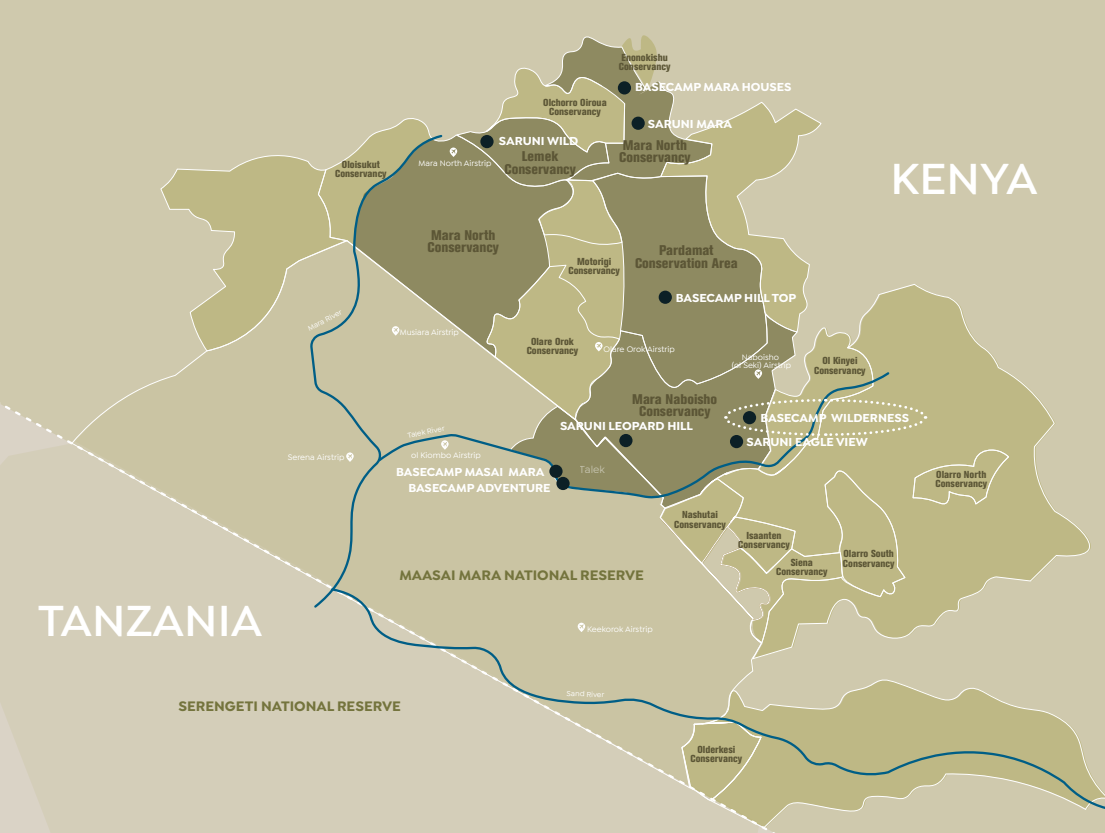 Enonokishu
Conservancy
BASECAMP MARA HOUSES
Olchorro Oiroua
Conservancy
SARUNI MARA
SARUNI WILD
Mara North
Conservancy
Lemek
Conservancy
Mara North Airstrip
Oloisukut
Conservancy
KENYA
Mara North
Conservancy
Pardamat
Conservation Area
Motorigi
Conservancy
BASECAMP HILL TOP
Mara River
Musiara Airstrip
Olare Orok
Conservancy
Olare Orok Airstrip
Naboisho
(ol Seki) Airstrip
Ol Kinyei
Conservancy
Mara Naboisho
Conservancy
BASECAMP WILDERNESS
SARUNI LEOPARD HILL
SARUNI EAGLE VIEW
Talek River
ol Kiombo Airstrip
Serena Airstrip
BASECAMP MASAI MARA
Talek
BASECAMP ADVENTURE
Olarro North
Conservancy
Nashutai
Conservancy
Isaanten
Conservancy
Olarro South
Conservancy
Siena
Conservancy
MAASAI MARA NATIONAL RESERVE
TANZANIA
Keekorok Airstrip
Sand River
SERENGETI NATIONAL RESERVE
Olderkesi
Conservancy